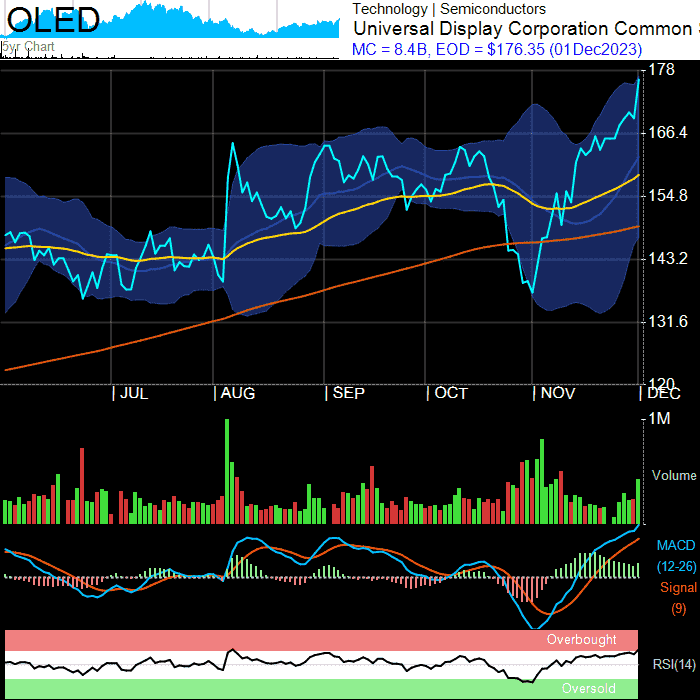 OLED
5yr Chart
Technology | Semiconductors
Universal Display Corporation Common
MC = 8.4B, EOD = $176.35 (01Dec2023)
178
166.4
154.8
143.2
131.6
120
JUL
AUG
SEP
OCT
NOV
DEC
1M
Volume
MACD
(12-26)
Signal
(9)
Overbought
RSI(14)
Oversold